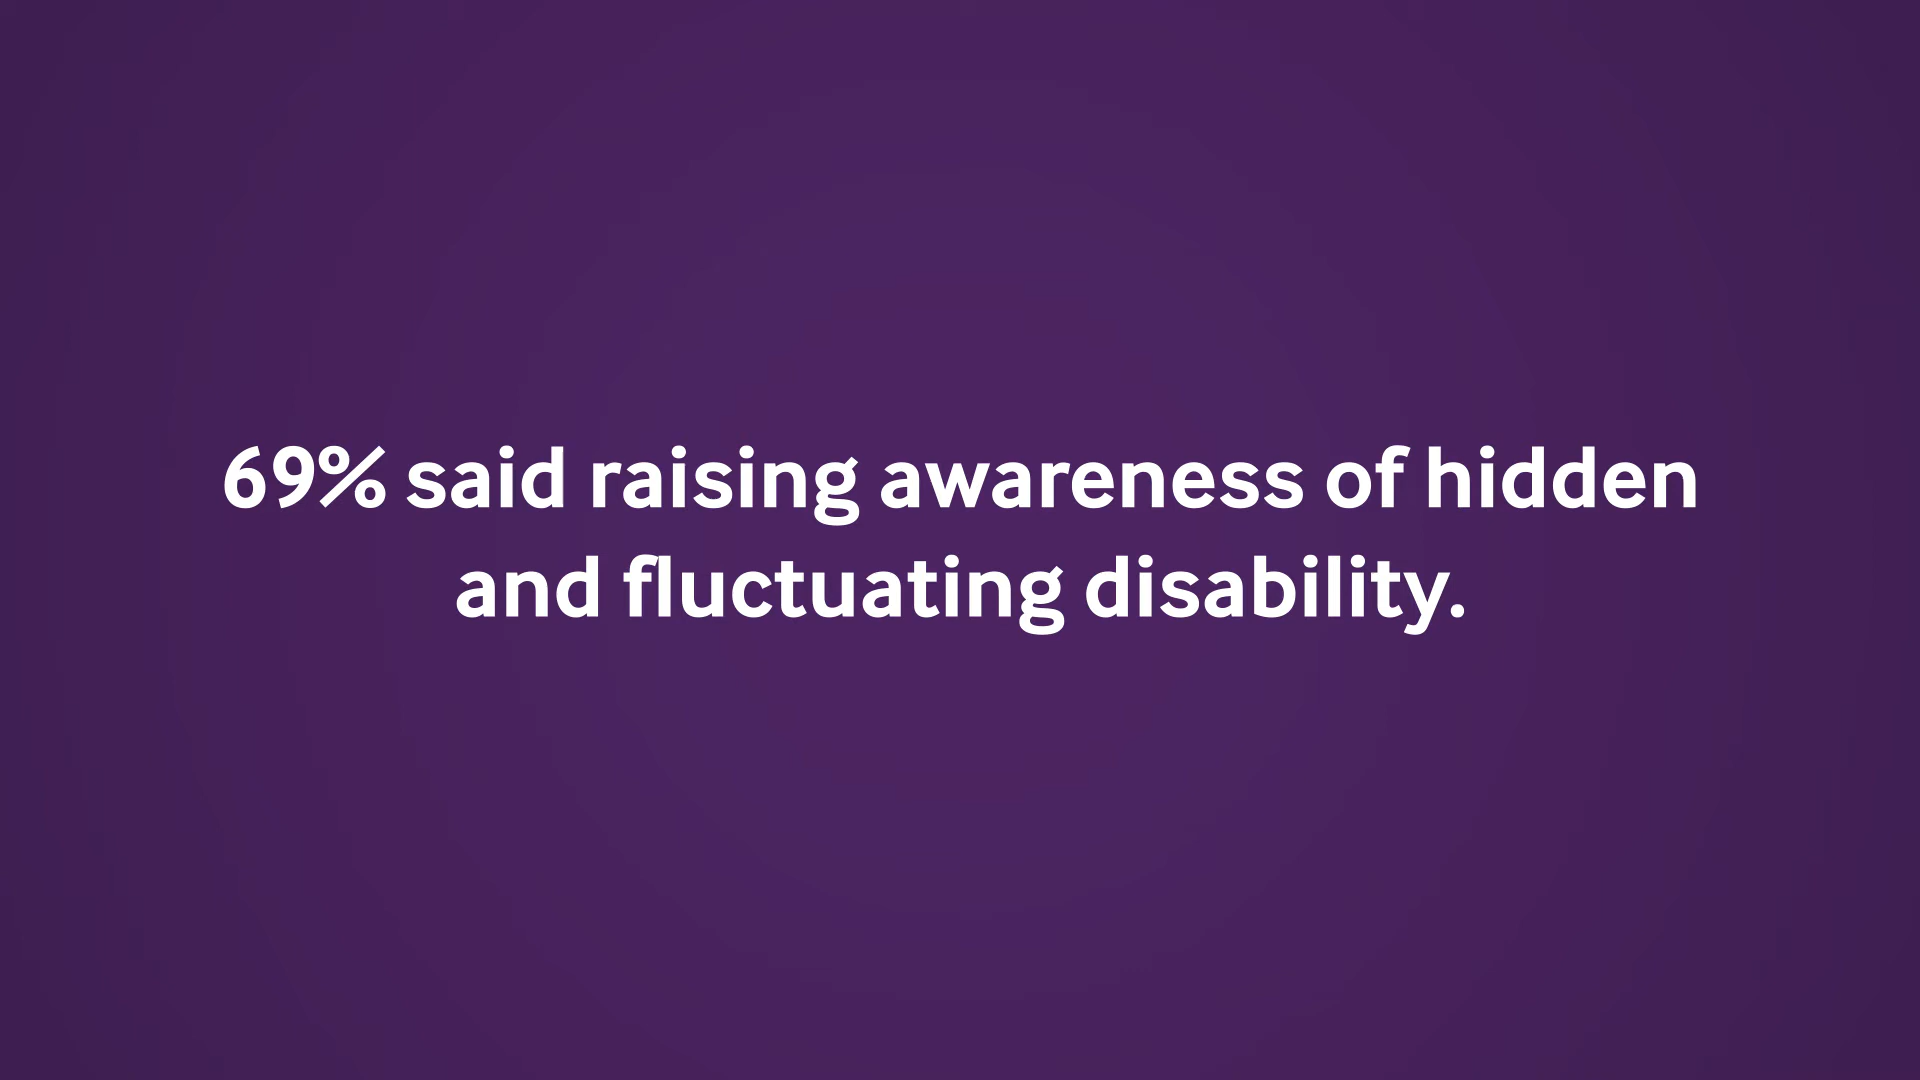 69% said raising awareness of hidden
and fluctuating disability.